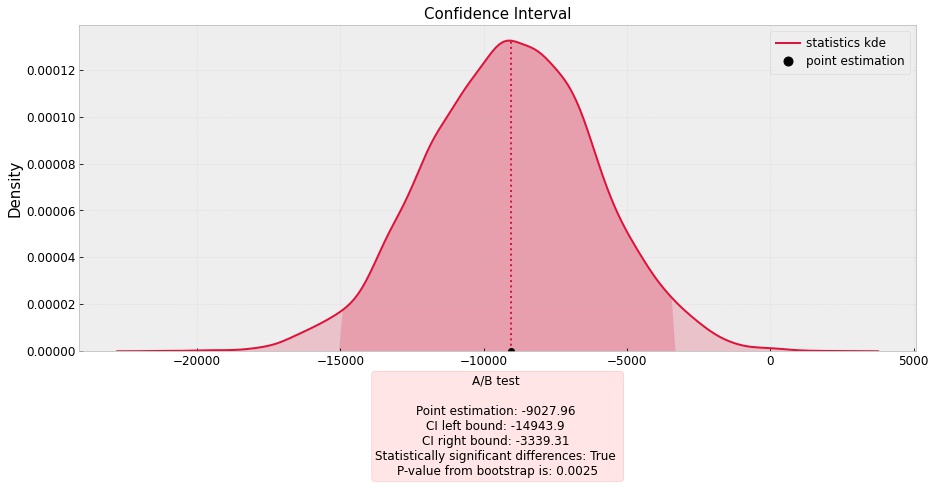 Confidence Interval
statistics kde
point estimation
Density
0.00012
0.00010
0.00008
0.00006
0.00004
0.00002
0.00000
−20000
−15000
−10000
−5000
0
5000
A/B test
Point estimation: -9027.96
CI left bound: -14943.9
CI right bound: -3339.31
Statistically significant differences: True
P-value from bootstrap is: 0.0025